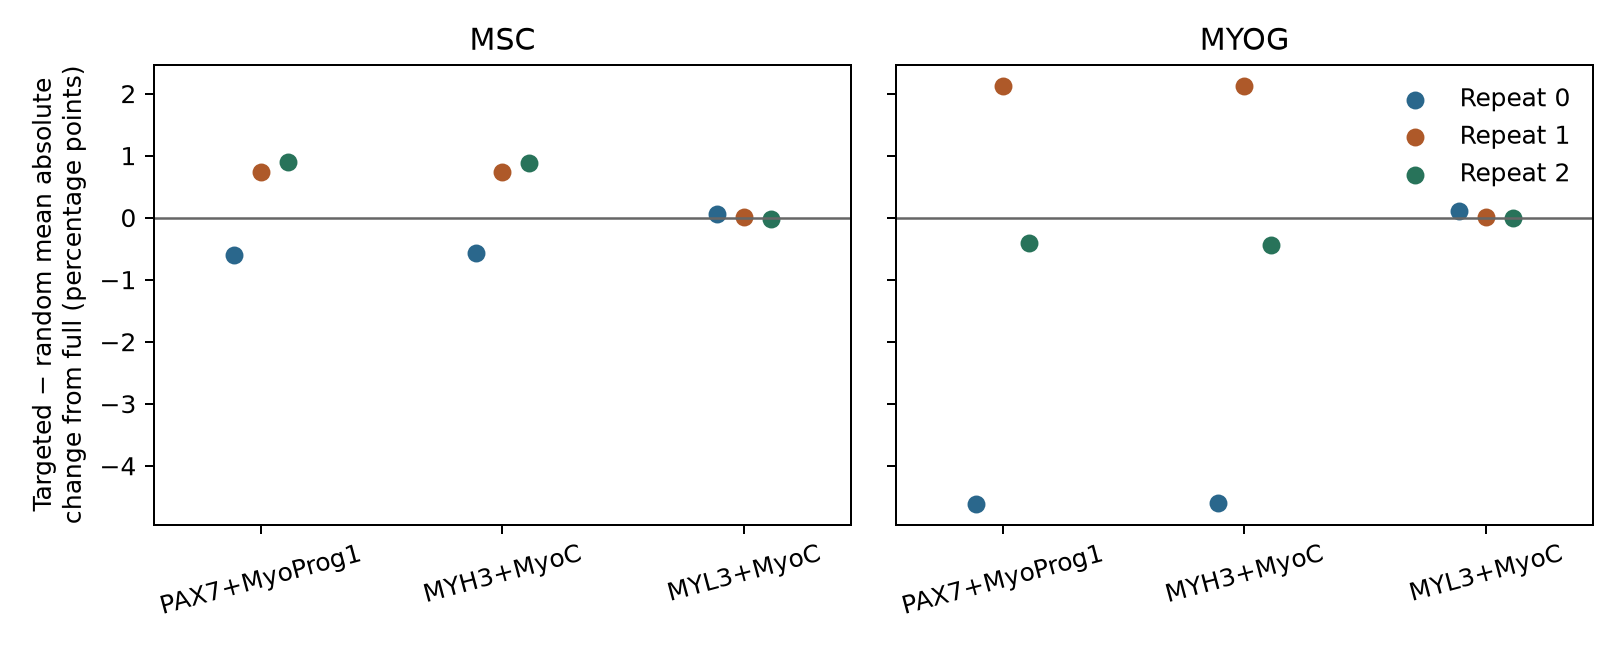 MSC
MYOG
Targeted − random mean absolute
change from full (percentage points)
2
1
0
−1
−2
−3
−4
Repeat 0
Repeat 1
Repeat 2
PAX7+MyoProg1
MYH3+MyoC
MYL3+MyoC
PAX7+MyoProg1
MYH3+MyoC
MYL3+MyoC